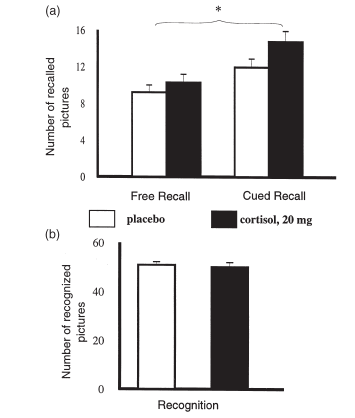 (a)
*
16
12
8
4
0
Number of recalled
pictures
Free Recall
Cued Recall
placebo
cortisol, 20 mg
(b)
60
40
20
0
Number of recognized
pictures
Recognition